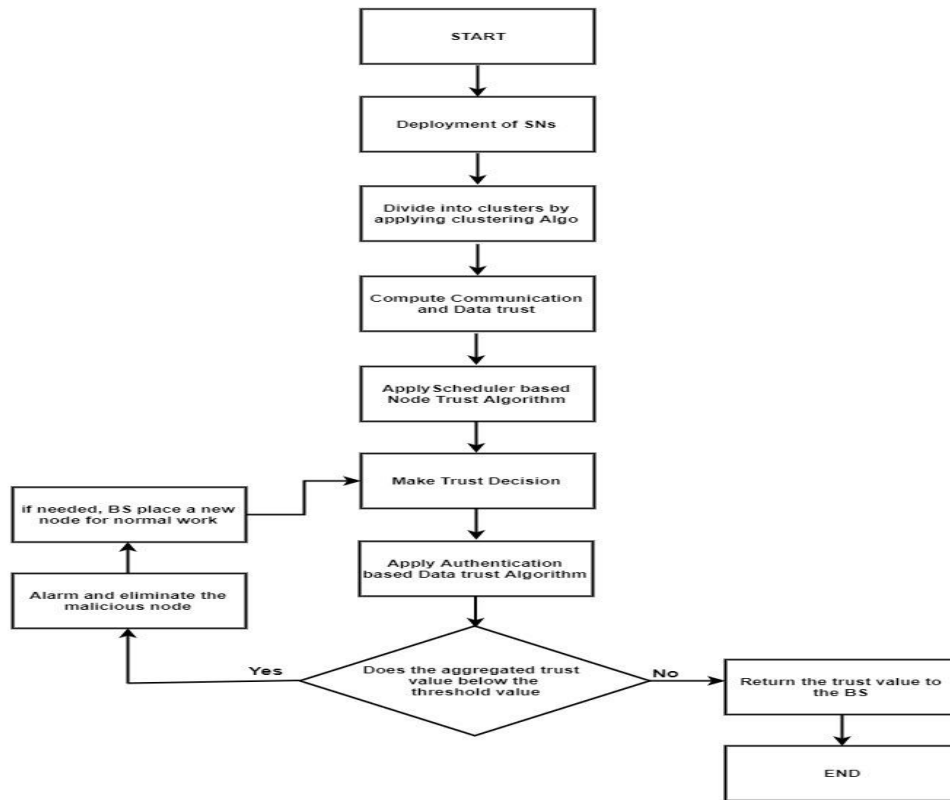 START
Deployment of SNs
Divide into clusters by
applying clustering Algo
Compute Communication
and Data trust
Apply Scheduler based
Node Trust Algorithm
Make Trust Decision
if needed, BS place a new
node for normal work
Apply Authentication
based Data trust Algorithm
Alarm and eliminate the
malicious node
Yes
Does the aggregated trust
value below the
threshold value
No
Return the trust value to
the BS
END